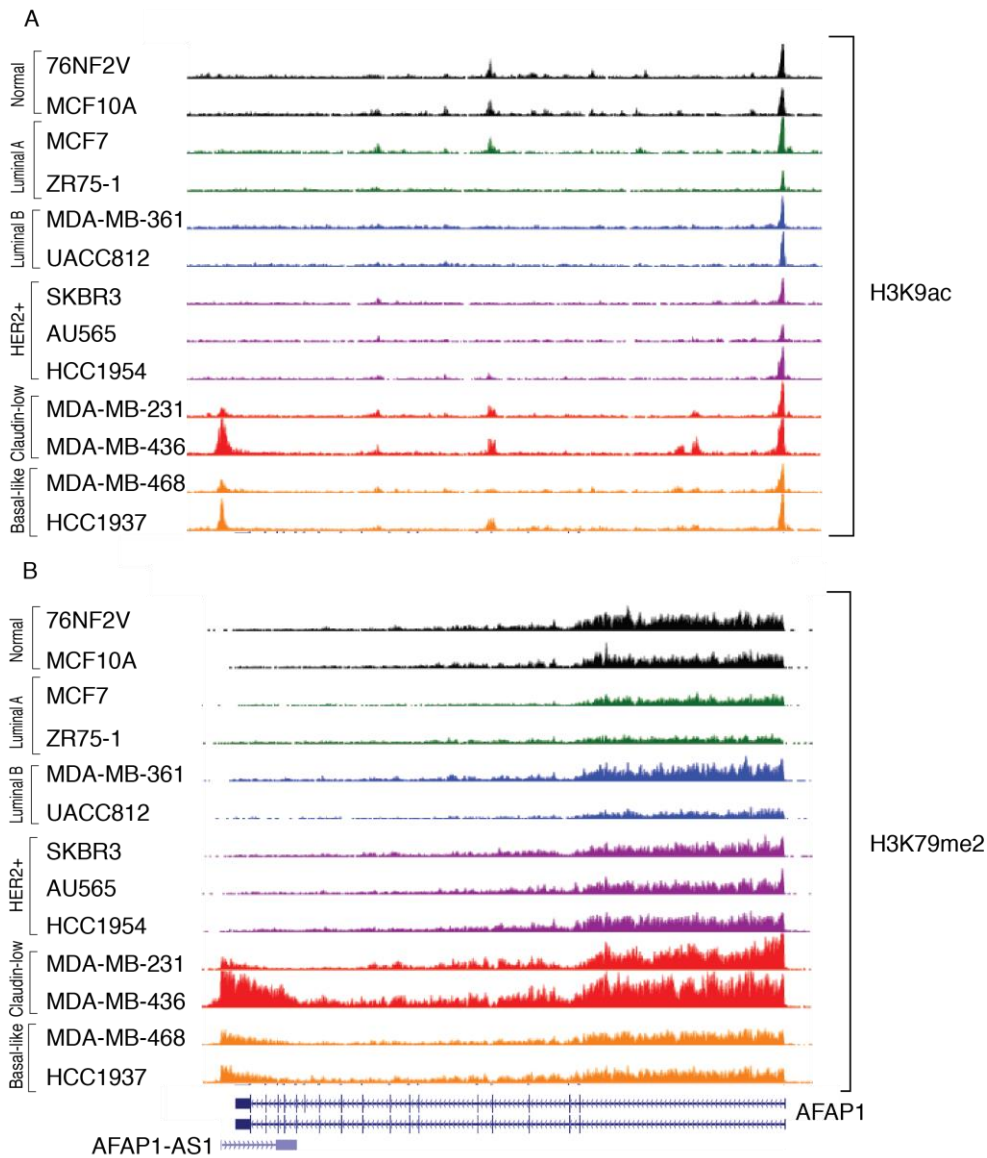 A
Normal
76NF2V
MCF10A
Luminal A
MCF7
ZR75-1
Luminal B
MDA-MB-361
UACC812
HER2+
SKBR3
AU565
HCC1954
Claudin-low
MDA-MB-231
MDA-MB-436
Basal-like
MDA-MB-468
HCC1937
H3K9ac
B
Normal
76NF2V
MCF10A
Luminal A
MCF7
ZR75-1
Luminal B
MDA-MB-361
UACC812
HER2+
SKBR3
AU565
HCC1954
Claudin-low
MDA-MB-231
MDA-MB-436
Basal-like
MDA-MB-468
HCC1937
H3K79me2
AFAP1
AFAP1-AS1